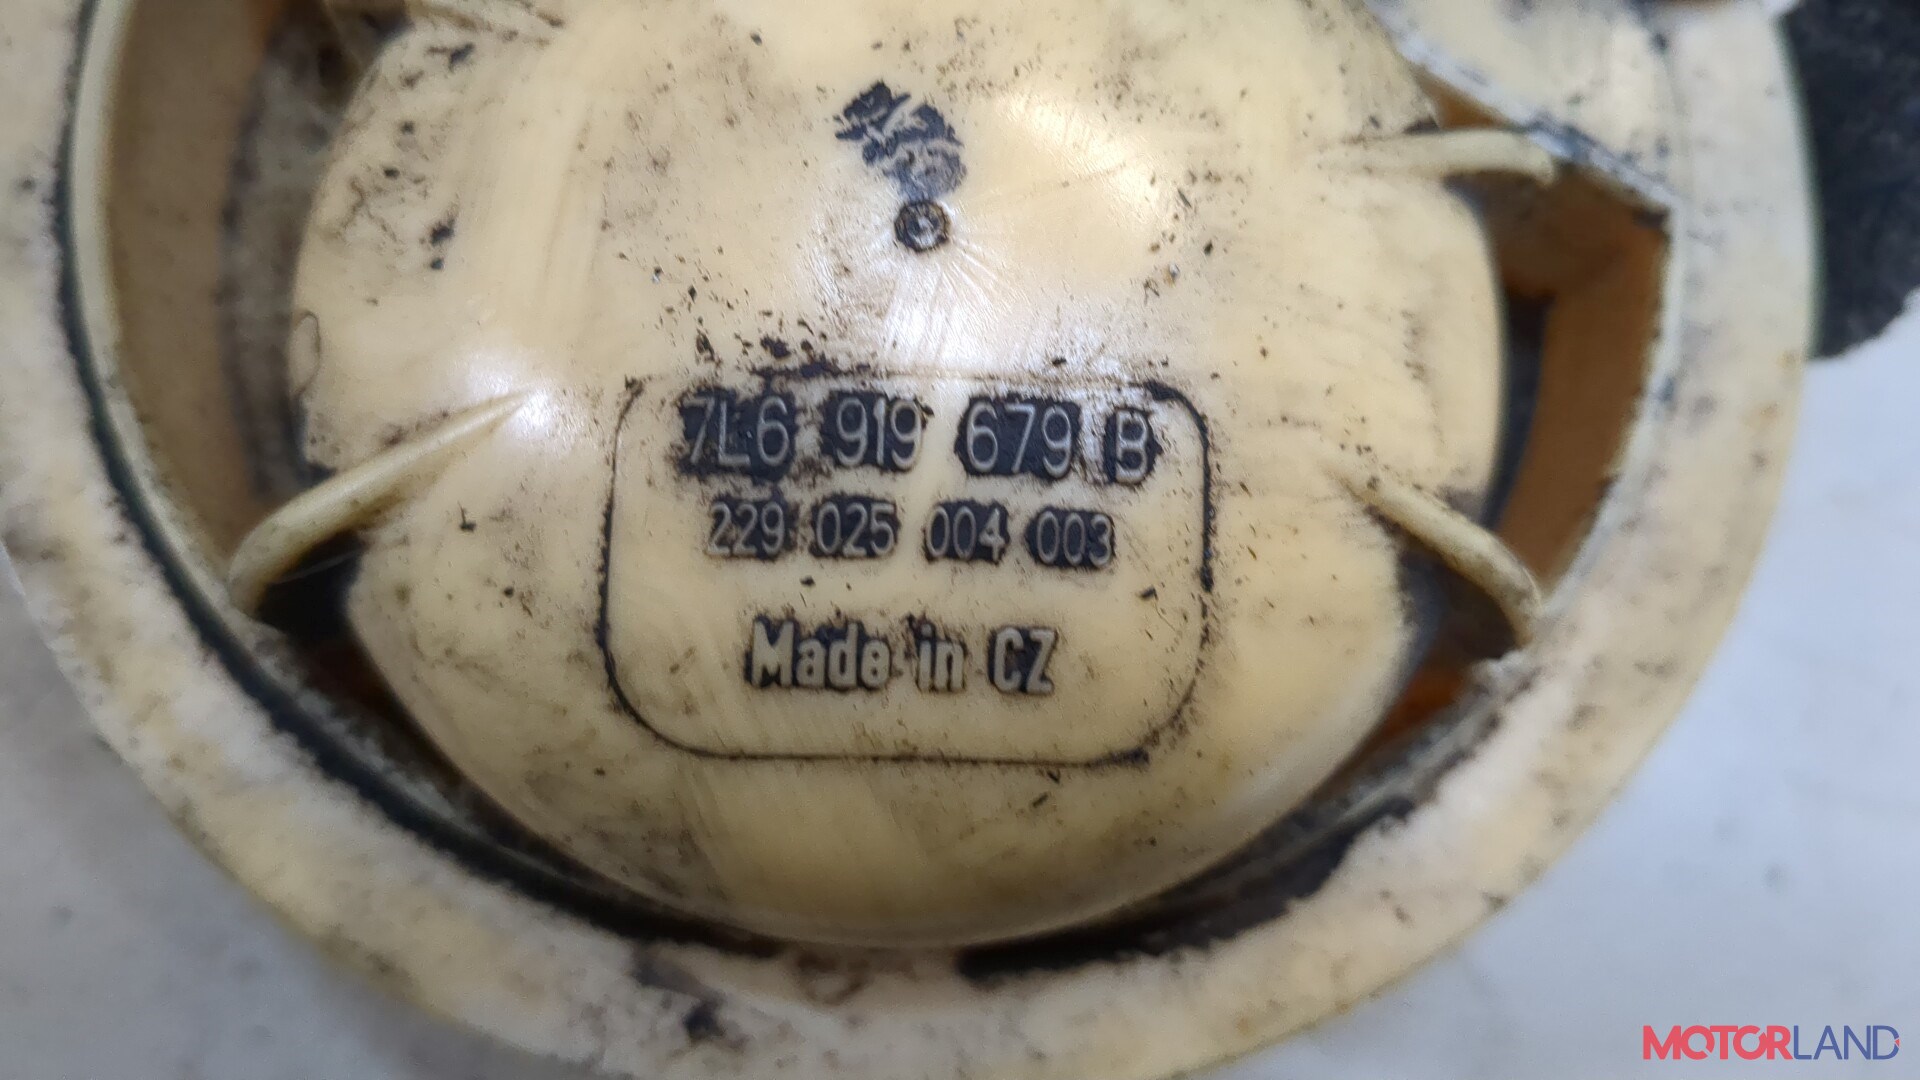 7L6 919 679 B
229 025 004 003
Made in CZ
MOTORLAND